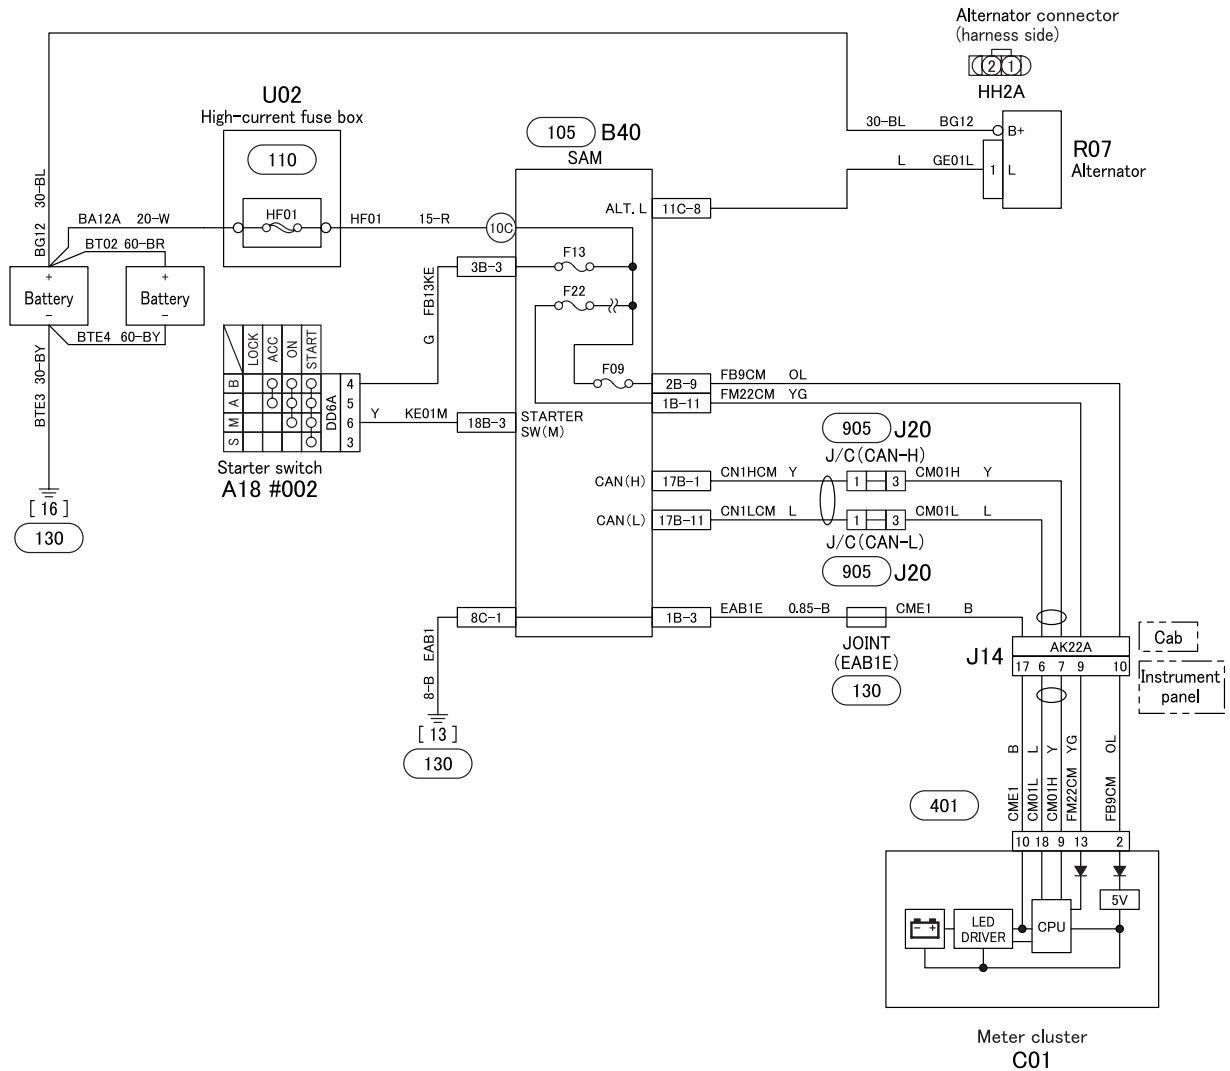 Alternator connector
(harness side)
2 1
HH2A
U02
High-current fuse box
110
HF01
105 B40
SAM
30-BL BG12
B+
R07
Alternator
L GE01L
1 L
ALT. L 11C-8
BG12 30-BL
BA12A 20-W
HF01 15-R
10C
BT02 60-BR
+
Battery
-
+
Battery
-
BTE4 60-BY
BTE3 30-BY
[ 16 ]
130
3B-3
F13
F22
F09
G FB13KE
LOCK ACC ON START
B 4
A 5
M 6
S 3
DD6A
Y KE01M
18B-3 STARTER
SW(M)
Starter switch
A18 #002
2B-9 FB9CM OL
1B-11 FM22CM YG
905 J20
J/C(CAN-H)
CAN(H) 17B-1 CN1HCM Y 1 3 CM01H Y
CAN(L) 17B-11 CN1LCM L 1 3 CM01L L
J/C(CAN-L)
905 J20
8C-1
1B-3 EAB1E 0.85-B CME1 B
JOINT
(EAB1E)
130
8-B EAB1
[ 13 ]
130
J14 AK22A
17 6 7 9 10
Cab
Instrument
panel
CME1 B
CM01L L
CM01H Y
FM22CM YG
FB9CM OL
401
10 18 9 13 2
5V
- +
LED
DRIVER
CPU
Meter cluster
C01